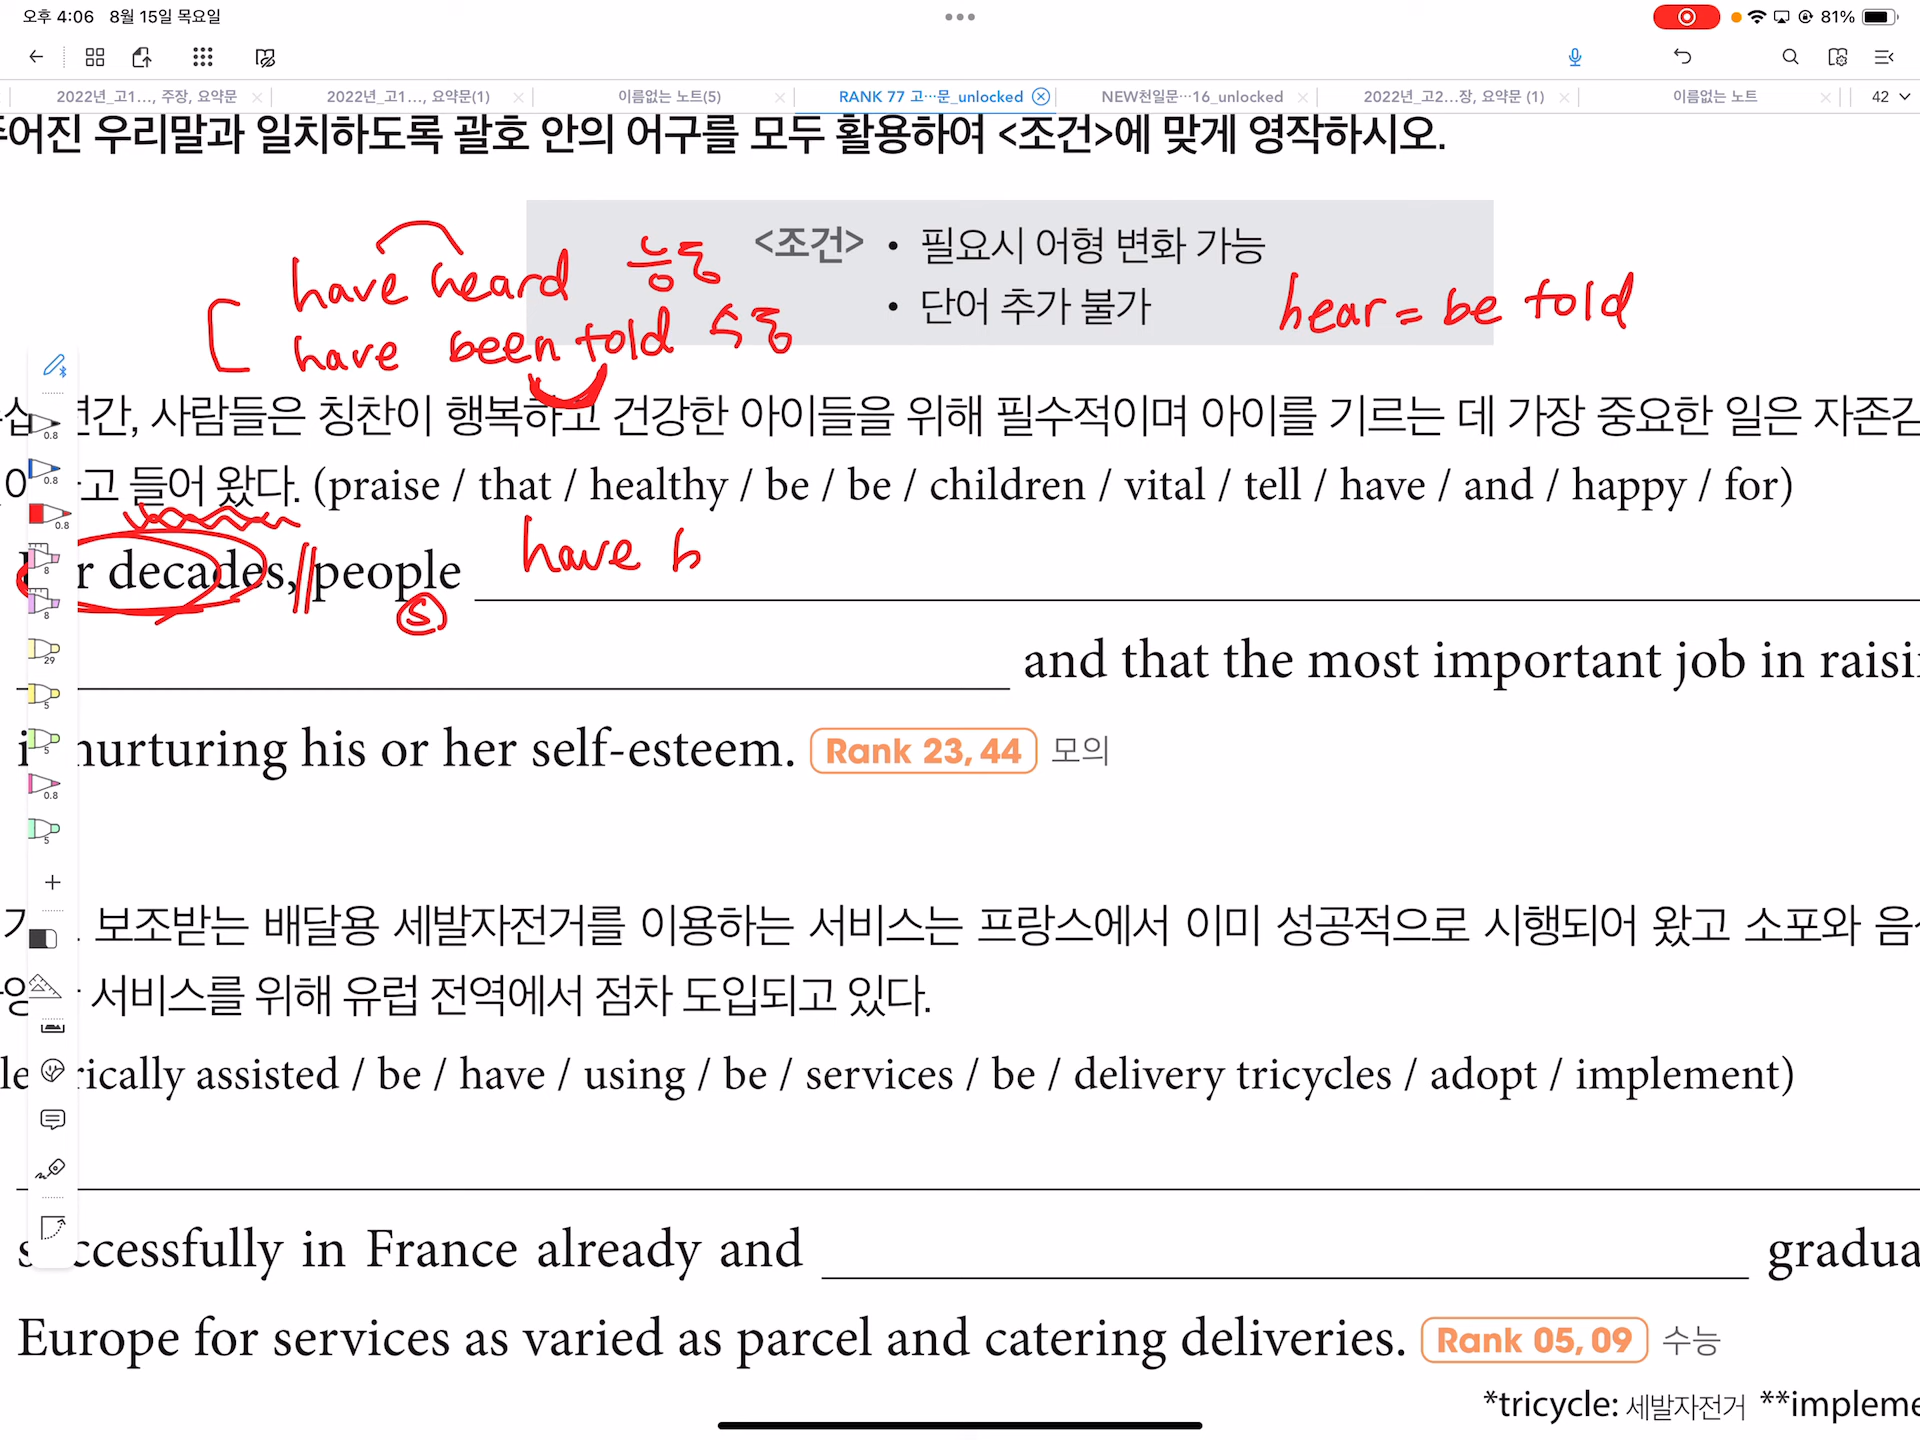 오후 4:06 8월 15일 목요일
81%
2022년_고1..., 주장, 요약문
2022년_고1..., 요약문(1)
이름없는 노트(5)
RANK 77 고…문_unlocked
NEW천일문…16_unlocked
2022년_고2...장, 요약문 (1)
이름없는 노트
42
어진 우리말과 일치하도록 괄호 안의 어구를 모두 활용하여 <조건>에 맞게 영작하시오.
<조건> • 필요시 어형 변화 가능
• 단어 추가 불가
have heard 능동
have been told 수동
hear = be told
년간, 사람들은 칭찬이 행복하고 건강한 아이들을 위해 필수적이며 아이를 기르는 데 가장 중요한 일은 자존감
고 들어 왔다. (praise / that / healthy / be / be / children / vital / tell / have / and / happy / for)
r decades, people have b
S
and that the most important job in raisi
nurturing his or her self-esteem. Rank 23, 44 모의
보조받는 배달용 세발자전거를 이용하는 서비스는 프랑스에서 이미 성공적으로 시행되어 왔고 소포와 음
서비스를 위해 유럽 전역에서 점차 도입되고 있다.
rically assisted / be / have / using / be / services / be / delivery tricycles / adopt / implement)
ccessfully in France already and gradua
Europe for services as varied as parcel and catering deliveries. Rank 05, 09 수능
*tricycle: 세발자전거 **impleme
0.8
0.8
0.8
8
8
29
5
5
0.8
5